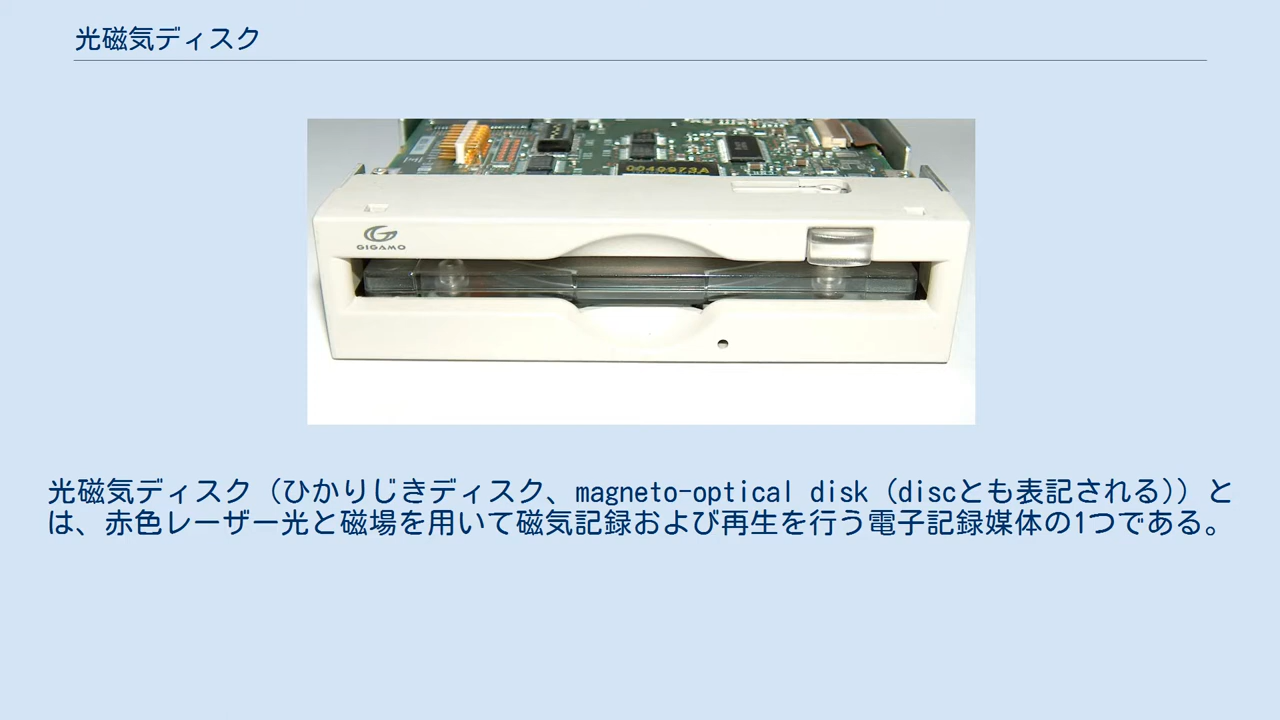 光磁気ディスク
0040973A
GIGAMO
光磁気ディスク（ひかりじきディスク、magneto-optical disk（discとも表記される））と
は、赤色レーザー光と磁場を用いて磁気記録および再生を行う電子記録媒体の1つである。